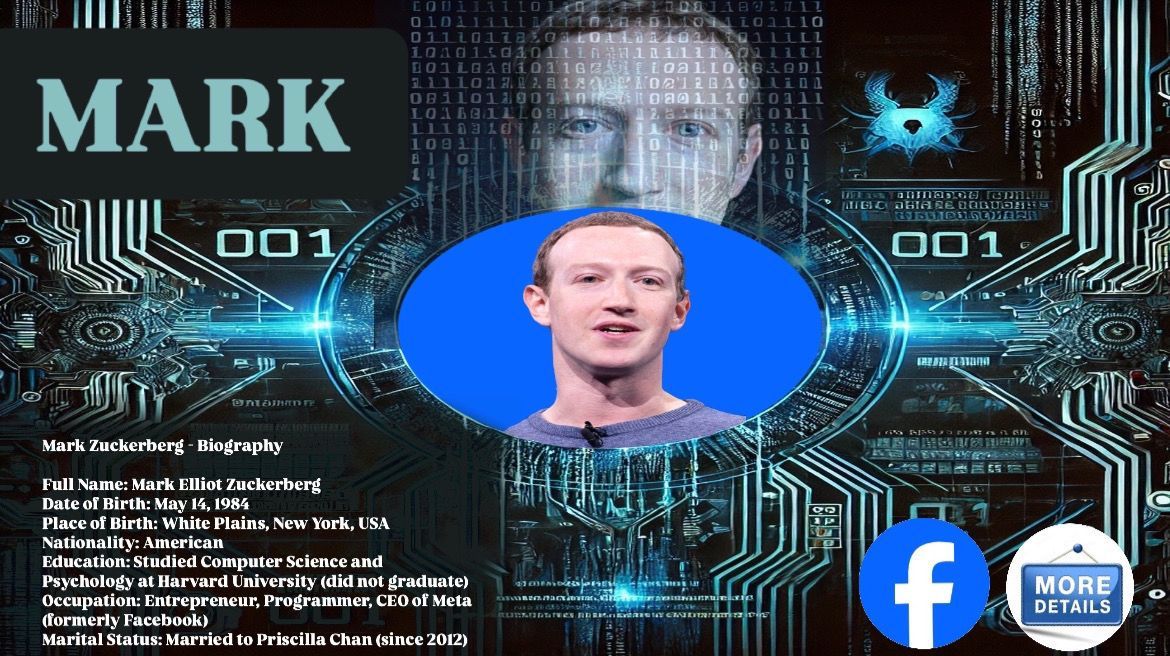 MARK
001
001
Mark Zuckerberg - Biography
Full Name: Mark Elliot Zuckerberg
Date of Birth: May 14, 1984
Place of Birth: White Plains, New York, USA
Nationality: American
Education: Studied Computer Science and
Psychology at Harvard University (did not graduate)
Occupation: Entrepreneur, Programmer, CEO of Meta
(formerly Facebook)
Marital Status: Married to Priscilla Chan (since 2012)
f
MORE
DETAILS